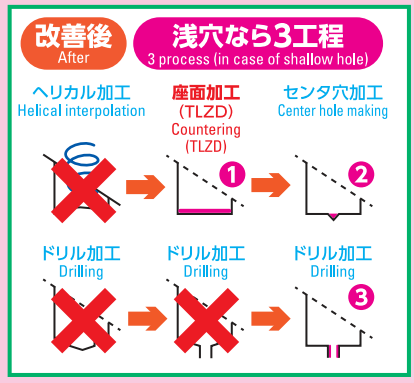 改善後
After
浅穴なら3工程
3 process (in case of shallow hole)
ヘリカル加工
Helical interpolation
座面加工
(TLZD)
Countering
(TLZD)
センタ穴加工
Center hole making
1
2
ドリル加工
Drilling
ドリル加工
Drilling
ドリル加工
Drilling
3